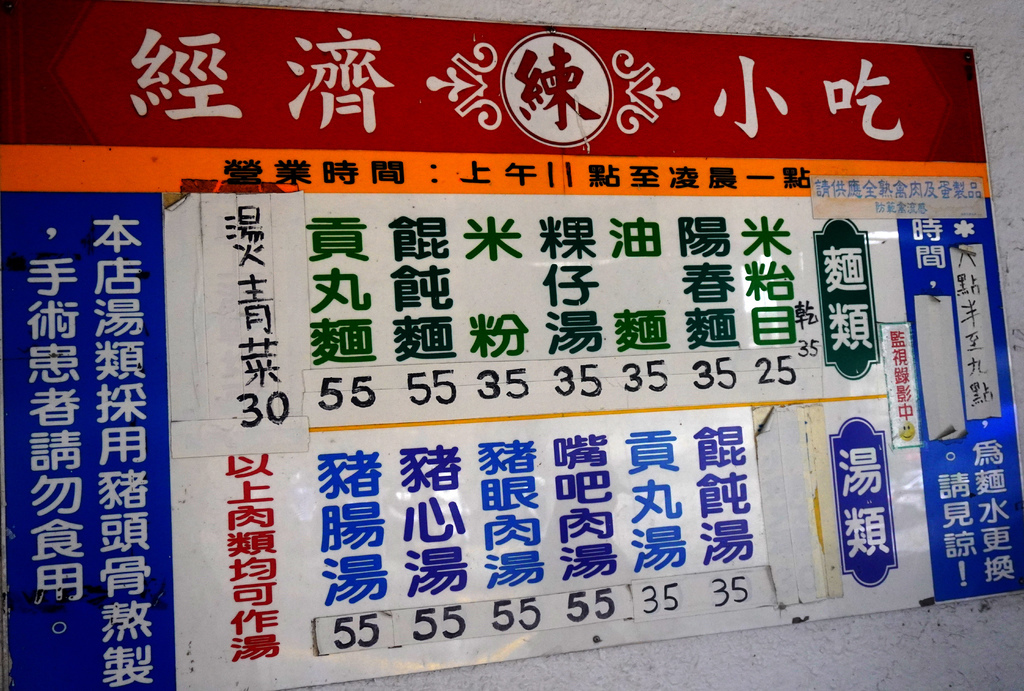 經濟 練 小吃
營業時間：上午11點至凌晨一點
請供應全熟禽肉及蛋製品
防範禽流感
＊六點半至九點
時間，
，為麵水更換
。請見諒！
監視錄影中
麵類
米粘目 25
乾 35
陽春麵 35
油麵 35
粿仔湯 35
米粉 35
餛飩麵 55
貢丸麵 55
燙青菜 30
湯類
餛飩湯 35
貢丸湯 35
嘴吧肉湯 55
豬眼肉湯 55
豬心湯 55
豬腸湯 55
以上肉類均可作湯
本店湯類採用豬頭骨熬製
，手術患者請勿食用。